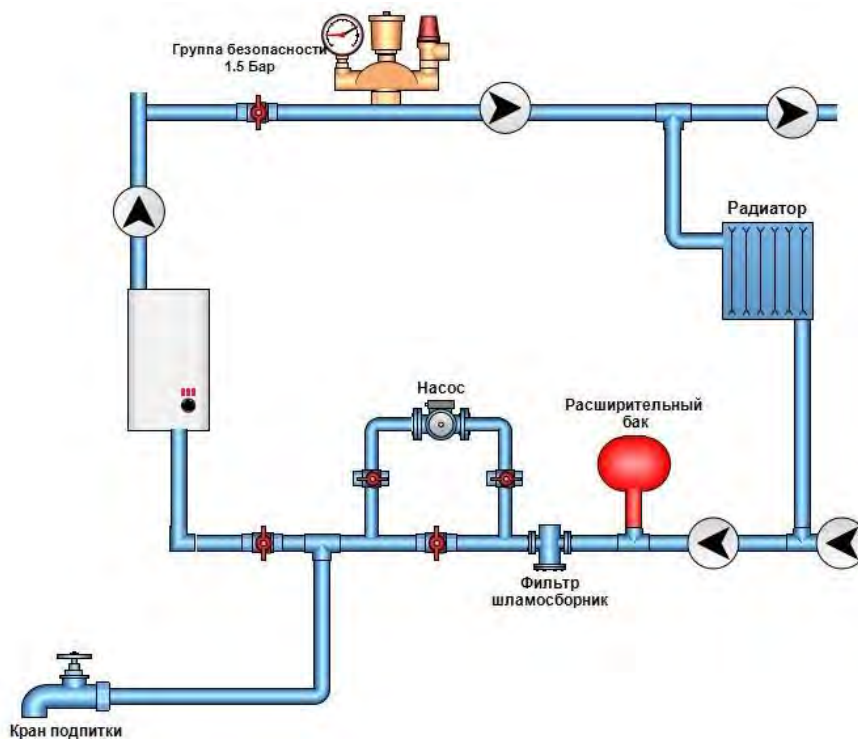 Группа безопасности
1.5 Бар
Радиатор
Насос
Расширительный
бак
Фильтр
шламосборник
Кран подпитки